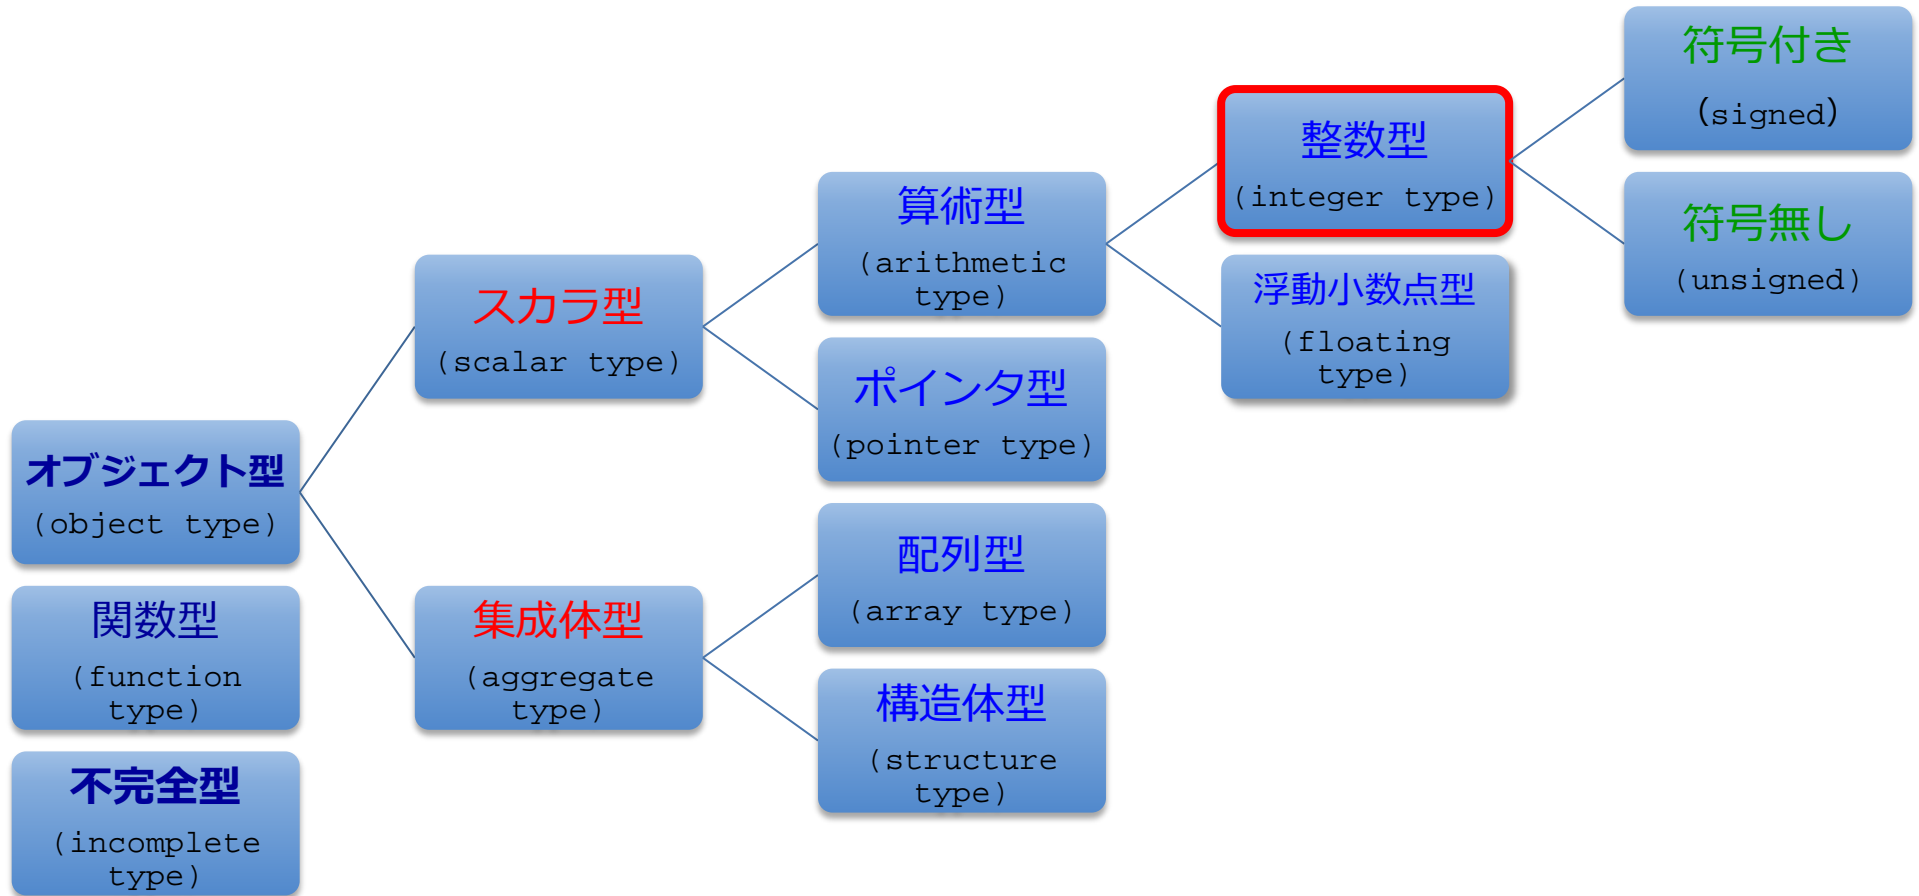 オブジェクト型
(object type)
関数型
(function
type)
不完全型
(incomplete
type)
スカラ型
(scalar type)
集成体型
(aggregate
type)
算術型
(arithmetic
type)
ポインタ型
(pointer type)
配列型
(array type)
構造体型
(structure
type)
整数型
(integer type)
浮動小数点型
(floating
type)
符号付き
(signed)
符号無し
(unsigned)